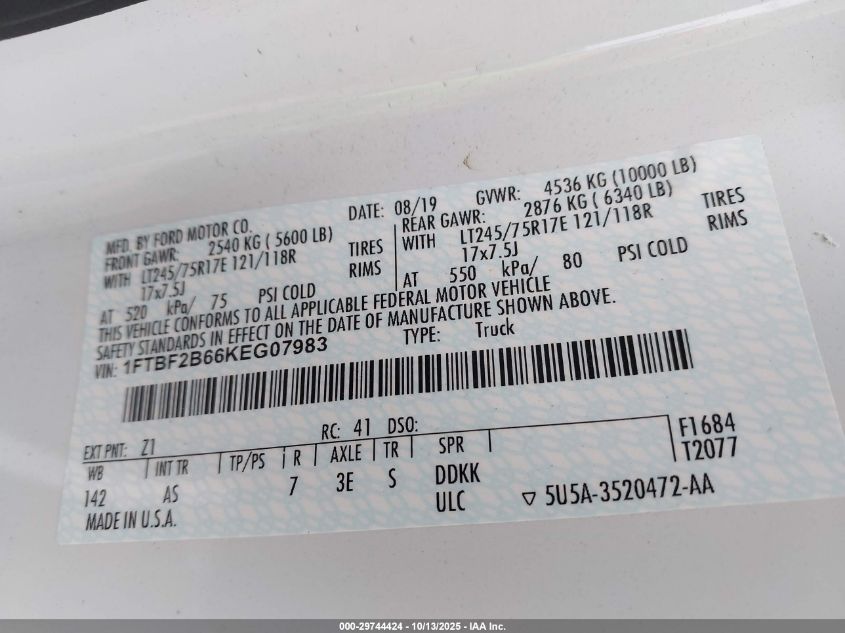 MFD. BY FORD MOTOR CO. DATE: 08/19 GVWR: 4536 KG (10000 LB)
FRONT GAWR: 2540 KG ( 5600 LB) REAR GAWR: 2876 KG ( 6340 LB)
WITH LT245/75R17E 121/118R TIRES WITH LT245/75R17E 121/118R TIRES
17x7.5J RIMS 17x7.5J RIMS
AT 520 kPa/ 75 PSI COLD AT 550 kPa/ 80 PSI COLD
THIS VEHICLE CONFORMS TO ALL APPLICABLE FEDERAL MOTOR VEHICLE
SAFETY STANDARDS IN EFFECT ON THE DATE OF MANUFACTURE SHOWN ABOVE.
VIN: 1FTBF2B66KEG07983 TYPE: Truck
EXT PNT: Z1 RC: 41 DSO: F1684
WB INT TR TP/PS R AXLE TR SPR T2077
142 AS 7 3E S DDKK
ULC ▽ 5U5A-3520472-AA
MADE IN U.S.A.
000-29744424 - 10/13/2025 - IAA Inc.